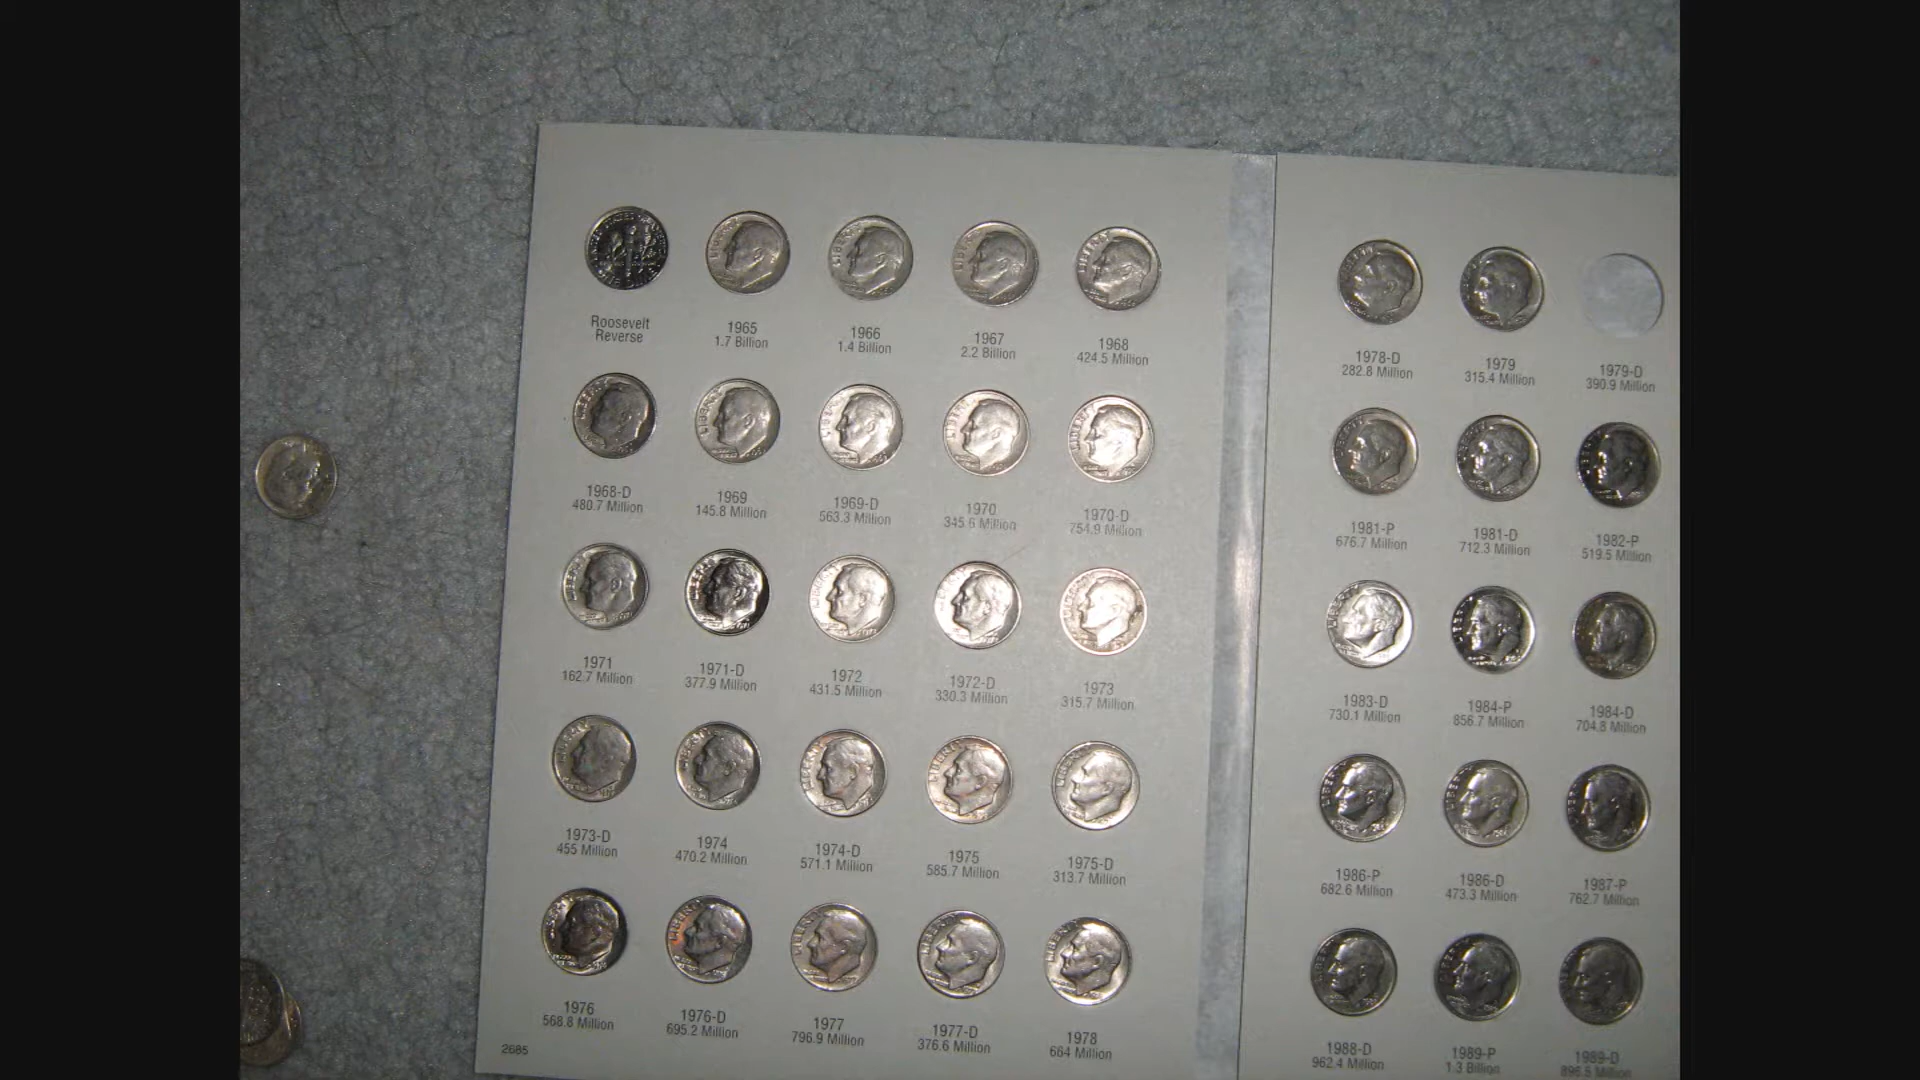 Roosevelt
Reverse
1965
1.7 Billion
1966
1.4 Billion
1967
2.2 Billion
1968
424.5 Million
1968-D
480.7 Million
1969
145.8 Million
1969-D
563.3 Million
1970
345.6 Million
1970-D
754.9 Million
1971
162.7 Million
1971-D
377.9 Million
1972
431.5 Million
1972-D
330.3 Million
1973
315.7 Million
1973-D
455 Million
1974
470.2 Million
1974-D
571.1 Million
1975
585.7 Million
1975-D
313.7 Million
1976
568.8 Million
1976-D
695.2 Million
1977
796.9 Million
1977-D
376.6 Million
1978
664 Million
2685
1978-D
282.8 Million
1979
315.4 Million
1979-D
390.9 Million
1981-P
676.7 Million
1981-D
712.3 Million
1982-P
519.5 Million
1983-D
730.1 Million
1984-P
856.7 Million
1984-D
704.8 Million
1986-P
682.6 Million
1986-D
473.3 Million
1987-P
762.7 Million
1988-D
962.4 Million
1989-P
1.3 Billion
1989-D
896.5 Million